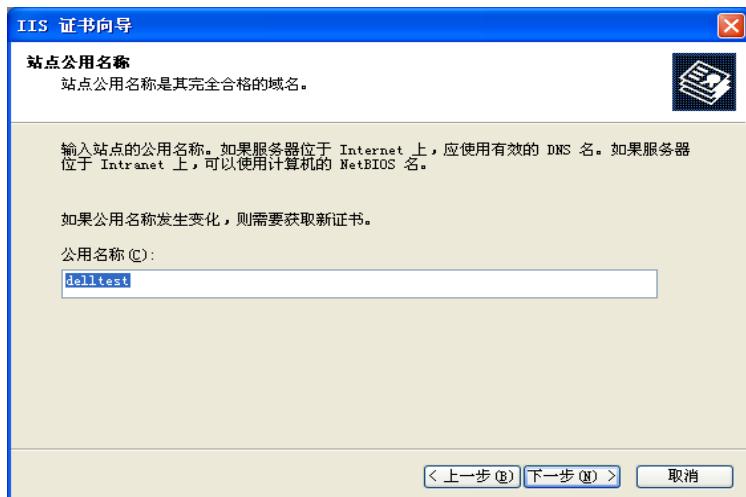 IIS 证书向导
站点公用名称
站点公用名称是其完全合格的域名。
输入站点的公用名称。如果服务器位于 Internet 上，应使用有效的 DNS 名。如果服务器
位于 Intranet 上，可以使用计算机的 NetBIOS 名。
如果公用名称发生变化，则需要获取新证书。
公用名称(C):
delltest
< 上一步(B) 下一步(N) > 取消